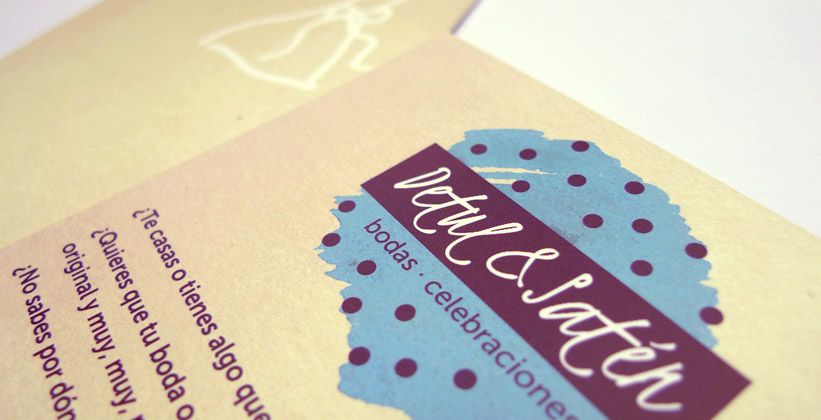 Detul & Satén
bodas · celebraciones
¿Te casas o tienes algo que
¿Quieres que tu boda o
original y muy, muy,
¿No sabes por dón